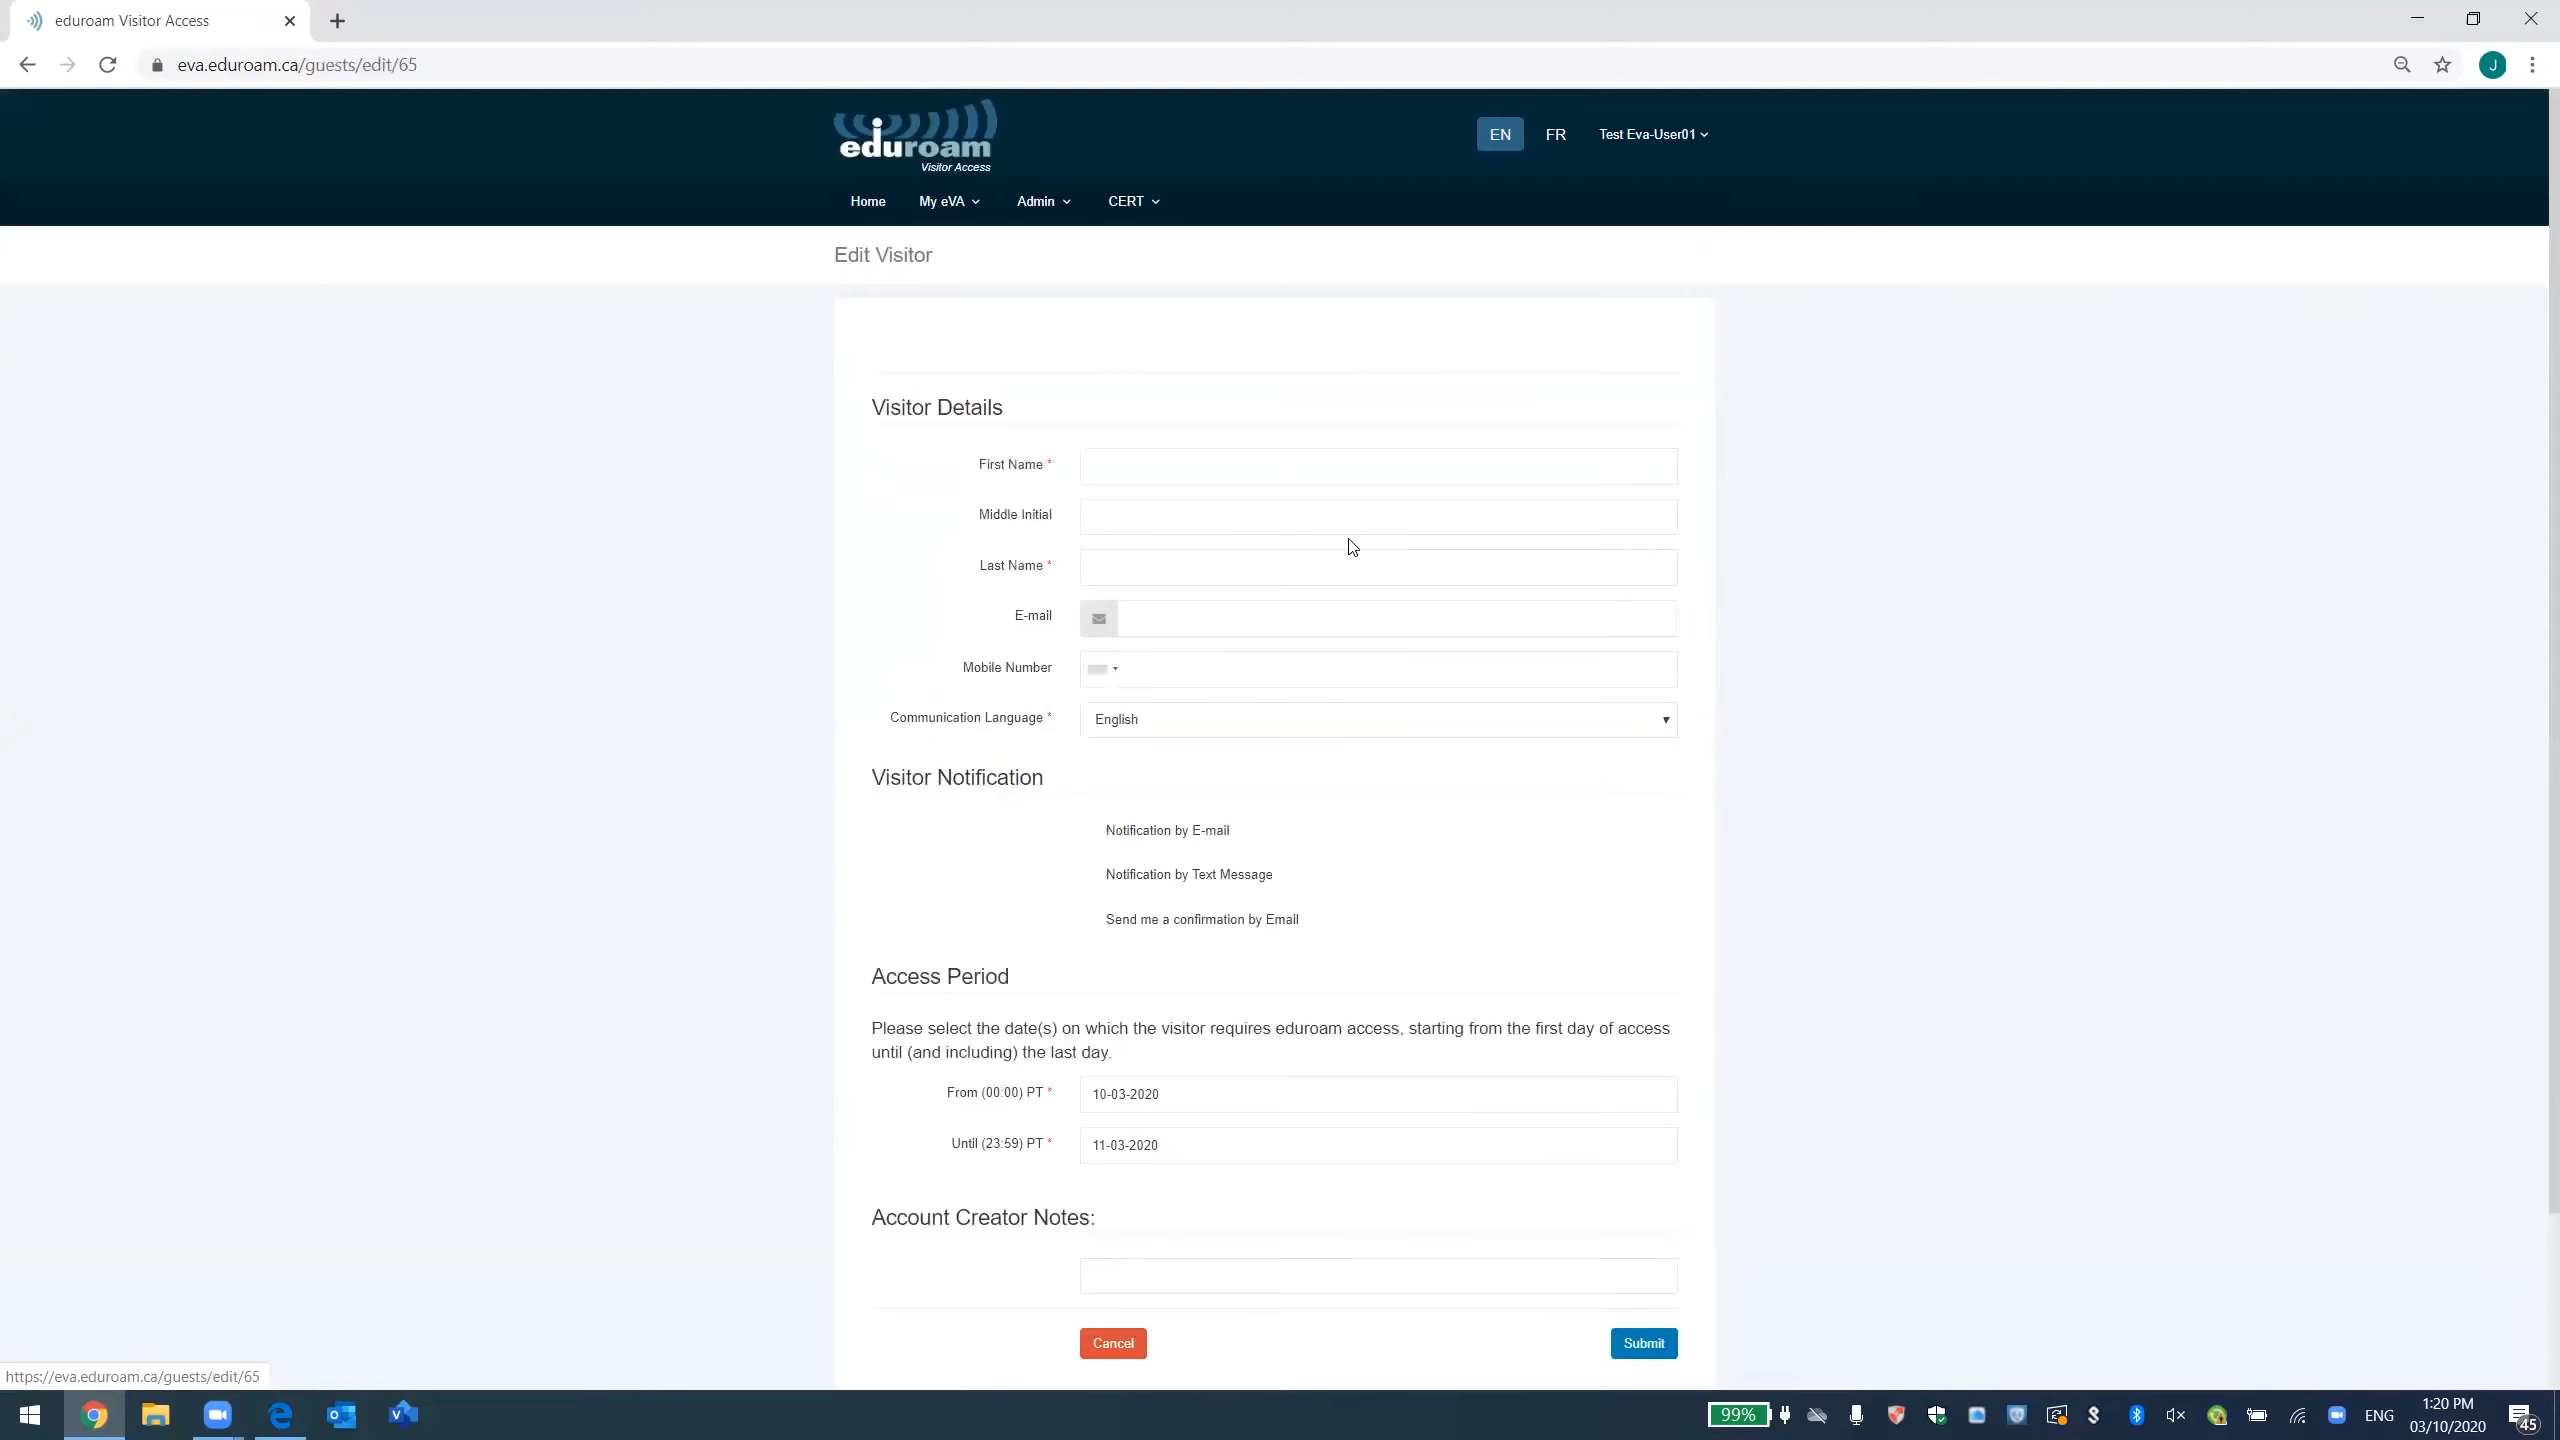 eduroam Visitor Access
eva.eduroam.ca/guests/edit/65
J
eduroam
Visitor Access
EN FR Test Eva-User01
Home My eVA Admin CERT
Edit Visitor
Visitor Details
First Name *
Middle Initial
Last Name *
E-mail
Mobile Number
Communication Language * English
Visitor Notification
Notification by E-mail
Notification by Text Message
Send me a confirmation by Email
Access Period
Please select the date(s) on which the visitor requires eduroam access, starting from the first day of access
until (and including) the last day.
From (00:00) PT * 10-03-2020
Until (23:59) PT * 11-03-2020
Account Creator Notes:
Cancel Submit
https://eva.eduroam.ca/guests/edit/65
99% ENG 1:20 PM
03/10/2020
45